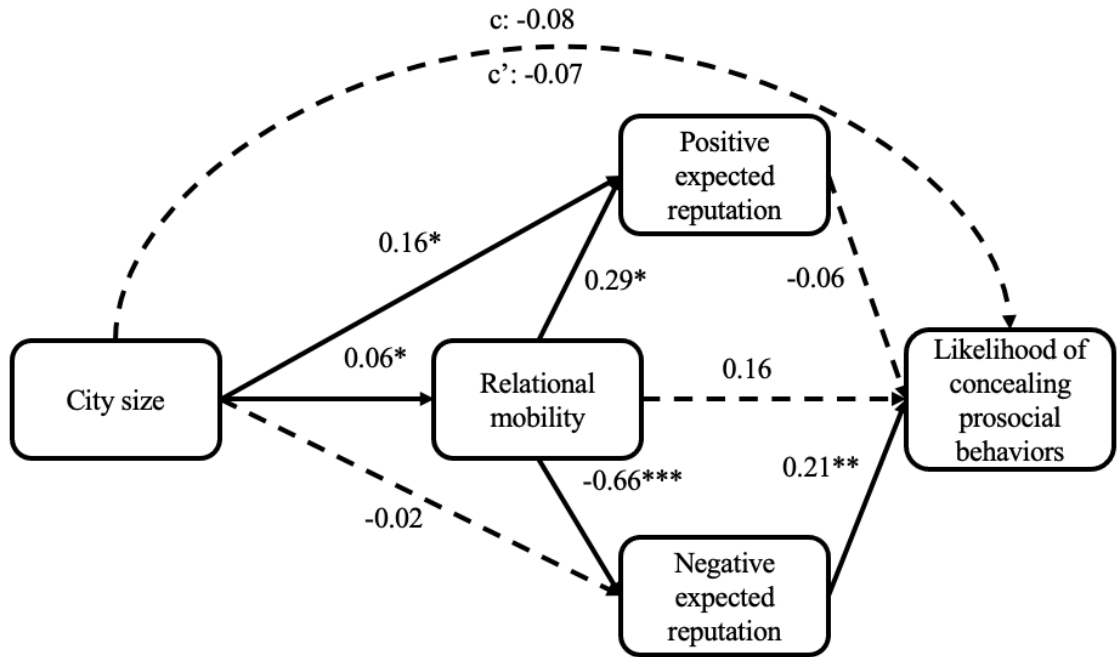 c: -0.08
c’: -0.07
Positive
expected
reputation
0.16*
0.29*
-0.06
City size
0.06*
Relational
mobility
0.16
Likelihood of
concealing
prosocial
behaviors
-0.02
-0.66***
0.21**
Negative
expected
reputation